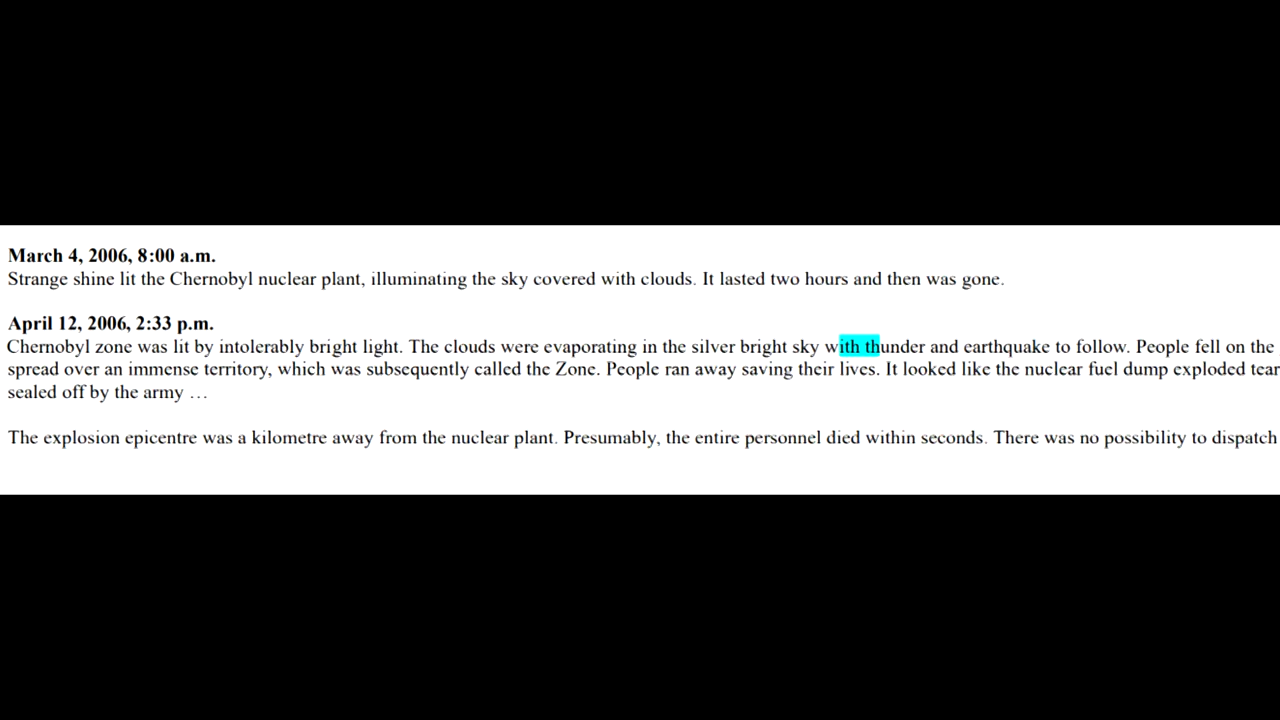 March 4, 2006, 8:00 a.m.
Strange shine lit the Chernobyl nuclear plant, illuminating the sky covered with clouds. It lasted two hours and then was gone.
April 12, 2006, 2:33 p.m.
Chernobyl zone was lit by intolerably bright light. The clouds were evaporating in the silver bright sky with thunder and earthquake to follow. People fell on the
spread over an immense territory, which was subsequently called the Zone. People ran away saving their lives. It looked like the nuclear fuel dump exploded tear
sealed off by the army …
The explosion epicentre was a kilometre away from the nuclear plant. Presumably, the entire personnel died within seconds. There was no possibility to dispatch